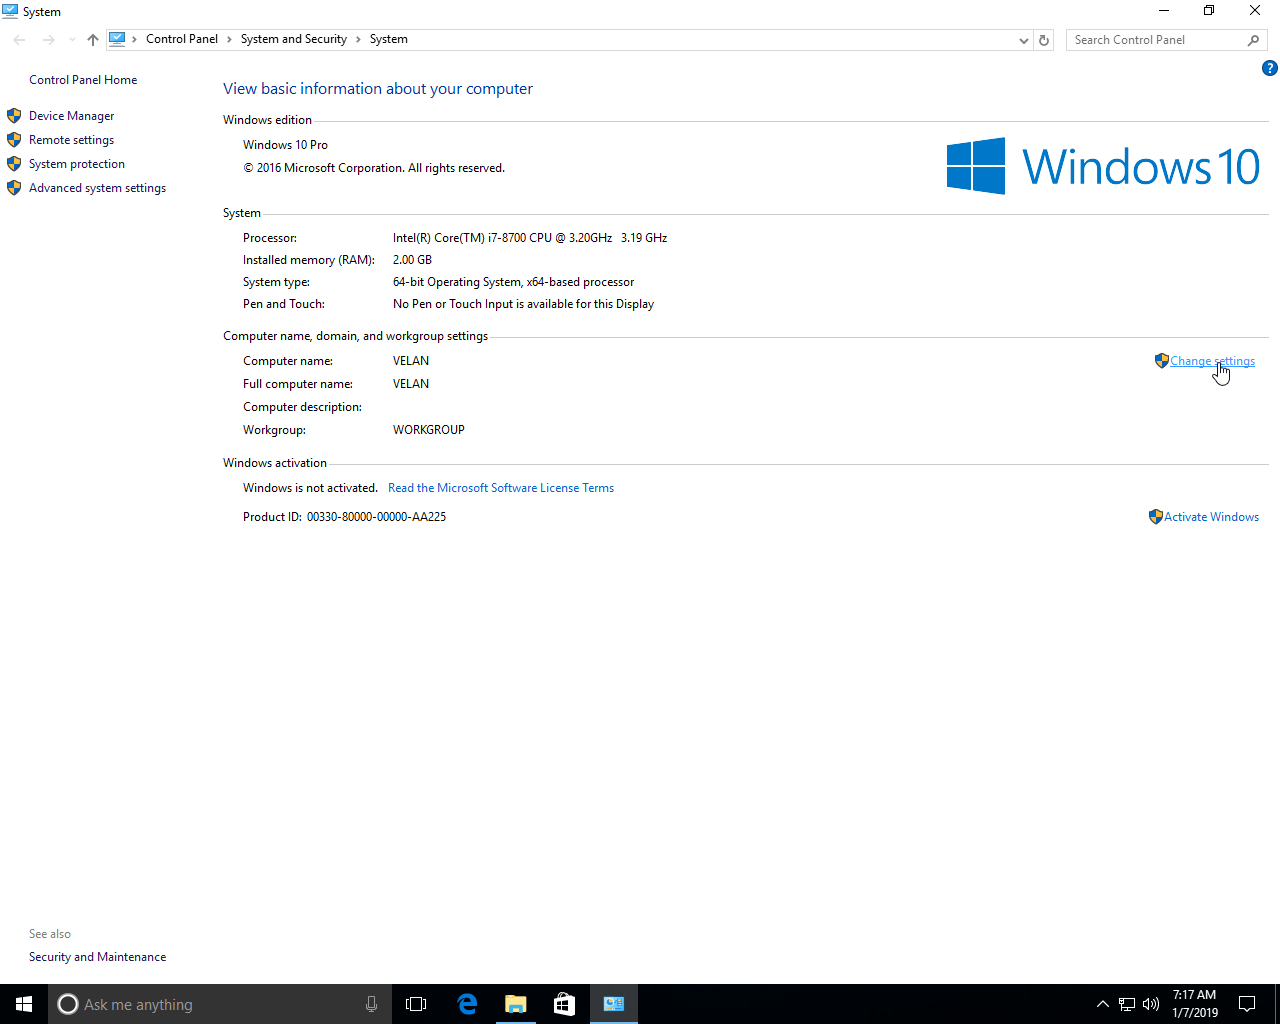 System
Control Panel > System and Security > System
Search Control Panel
Control Panel Home
Device Manager
Remote settings
System protection
Advanced system settings
View basic information about your computer
Windows edition
Windows 10 Pro
© 2016 Microsoft Corporation. All rights reserved.
Windows 10
System
Processor: Intel(R) Core(TM) i7-8700 CPU @ 3.20GHz 3.19 GHz
Installed memory (RAM): 2.00 GB
System type: 64-bit Operating System, x64-based processor
Pen and Touch: No Pen or Touch Input is available for this Display
Computer name, domain, and workgroup settings
Computer name: VELAN
Change settings
Full computer name: VELAN
Computer description:
Workgroup: WORKGROUP
Windows activation
Windows is not activated. Read the Microsoft Software License Terms
Product ID: 00330-80000-00000-AA225
Activate Windows
See also
Security and Maintenance
Ask me anything
7:17 AM
1/7/2019